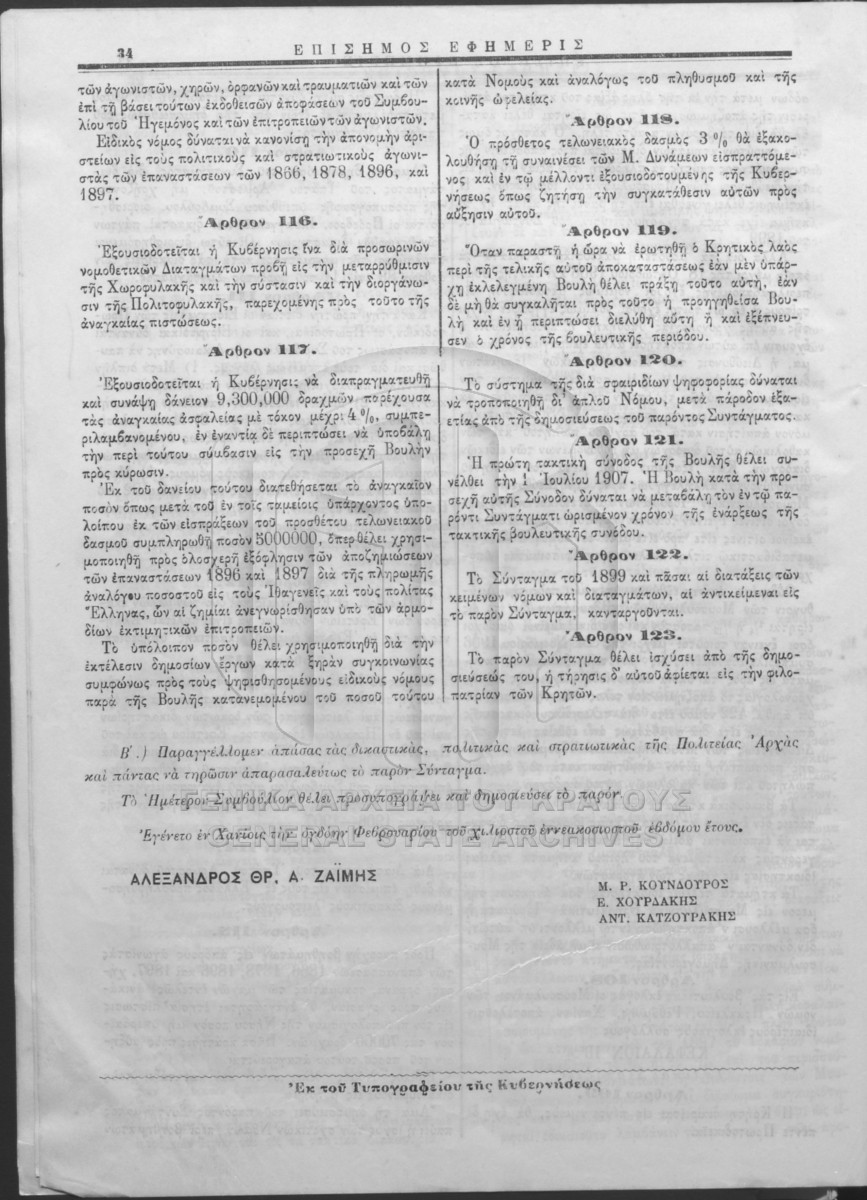 34
ΕΠΙΣΗΜΟΣ ΕΦΗΜΕΡΙΣ
τῶν ἀγωνιστῶν, χηρῶν, ὀρφανῶν καὶ τραυματιῶν καὶ τῶν
ἐπὶ τῇ βάσει τούτων ἐκδοθεισῶν ἀποφάσεων τοῦ Συμβου-
λίου τοῦ Ἡγεμόνος καὶ τῶν ἐπιτροπειῶν τῶν ἀγωνιστῶν.
Εἰδικὸς νόμος δύναται νὰ κανονίσῃ τὴν ἀπονομὴν ἀρι-
στείων εἰς τοὺς πολιτικοὺς καὶ στρατιωτικοὺς ἀγωνι-
στὰς τῶν ἐπαναστάσεων τῶν 1866, 1878, 1896, καὶ
1897.
Ἄρθρον 116.
Ἐξουσιοδοτεῖται ἡ Κυβέρνησις ἵνα διὰ προσωρινῶν
νομοθετικῶν Διαταγμάτων προβῇ εἰς τὴν μεταρρύθμισιν
τῆς Χωροφυλακῆς καὶ τὴν σύστασιν καὶ τὴν διοργάνω-
σιν τῆς Πολιτοφυλακῆς, παρεχομένης πρὸς τοῦτο τῆς
ἀναγκαίας πιστώσεως.
Ἄρθρον 117.
Ἐξουσιοδοτεῖται ἡ Κυβέρνησις νὰ διαπραγματευθῇ
καὶ συνάψῃ δάνειον 9,300,000 δραχμῶν παρέχουσα
τὰς ἀναγκαίας ἀσφαλείας μὲ τόκον μέχρι 4 %, συμπε-
ριλαμβανομένου, ἐν ἐναντίᾳ δὲ περιπτώσει νὰ ὑποβάλῃ
τὴν περὶ τούτου σύμβασιν εἰς τὴν προσεχῆ Βουλὴν
πρὸς κύρωσιν.
Ἐκ τοῦ δανείου τούτου διατεθήσεται τὸ ἀναγκαῖον
ποσὸν ὅπως μετὰ τοῦ ἐν τοῖς ταμείοις ὑπάρχοντος ὑπο-
λοίπου ἐκ τῶν εἰσπράξεων τοῦ προσθέτου τελωνειακοῦ
δασμοῦ συμπληρωθῇ ποσὸν 5000000, ὅπερ θέλει χρησι-
μοποιηθῇ πρὸς ὁλοσχερῆ ἐξόφλησιν τῶν ἀποζημιώσεων
τῶν ἐπαναστάσεων 1896 καὶ 1897 διὰ τῆς πληρωμῆς
ἀναλόγου ποσοστοῦ εἰς τοὺς Ἰθαγενεῖς καὶ τοὺς πολίτας
Ἕλληνας, ὧν αἱ ζημίαι ἀνεγνωρίσθησαν ὑπὸ τῶν ἁρμο-
δίων ἐκτιμητικῶν ἐπιτροπειῶν.
Τὸ ὑπόλοιπον ποσὸν θέλει χρησιμοποιηθῇ διὰ τὴν
ἐκτέλεσιν δημοσίων ἔργων κατὰ ξηρὰν συγκοινωνίας
συμφώνως πρὸς τοὺς ψηφισθησομένους εἰδικοὺς νόμους
παρὰ τῆς Βουλῆς κατανεμομένου τοῦ ποσοῦ τούτου
κατὰ Νομοὺς καὶ ἀναλόγως τοῦ πληθυσμοῦ καὶ τῆς
κοινῆς ὠφελείας.
Ἄρθρον 118.
Ὁ πρόσθετος τελωνειακὸς δασμὸς 3 % θὰ ἐξακο-
λουθήσῃ τῇ συναινέσει τῶν Μ. Δυνάμεων εἰσπραττόμε-
νος καὶ ἐν τῷ μέλλοντι ἐξουσιοδοτουμένης τῆς Κυβερ-
νήσεως ὅπως ζητήσῃ τὴν συγκατάθεσιν αὐτῶν πρὸς
αὔξησιν αὐτοῦ.
Ἄρθρον 119.
Ὅταν παραστῇ ἡ ὥρα νὰ ἐρωτηθῇ ὁ Κρητικὸς λαὸς
περὶ τῆς τελικῆς αὐτοῦ ἀποκαταστάσεως ἐὰν μὲν ὑπάρ-
χῃ ἐκλελεγμένη Βουλὴ θέλει πράξῃ τοῦτο αὐτή, ἐὰν
δὲ μὴ θὰ συγκαλῆται πρὸς τοῦτο ἡ προηγηθεῖσα Βου-
λὴ καὶ ἐν ᾗ περιπτώσει διελύθη αὕτη ἢ καὶ ἐξέπνευ-
σεν ὁ χρόνος τῆς βουλευτικῆς περιόδου.
Ἄρθρον 120.
Τὸ σύστημα τῆς διὰ σφαιριδίων ψηφοφορίας δύναται
νὰ τροποποιηθῇ δι' ἁπλοῦ Νόμου, μετὰ πάροδον ἑξα-
ετίας ἀπὸ τῆς δημοσιεύσεως τοῦ παρόντος Συντάγματος.
Ἄρθρον 121.
Ἡ πρώτη τακτικὴ σύνοδος τῆς Βουλῆς θέλει συ-
νέλθει τὴν 1 Ἰουλίου 1907. Ἡ Βουλὴ κατὰ τὴν προ-
σεχῆ αὐτῆς Σύνοδον δύναται νὰ μεταβάλῃ τὸν ἐν τῷ πα-
ρόντι Συντάγματι ὡρισμένον χρόνον τῆς ἐνάρξεως τῆς
τακτικῆς βουλευτικῆς συνόδου.
Ἄρθρον 122.
Τὸ Σύνταγμα τοῦ 1899 καὶ πᾶσαι αἱ διατάξεις τῶν
κειμένων νόμων καὶ διαταγμάτων, αἱ ἀντικείμεναι εἰς
τὸ παρὸν Σύνταγμα, κανταργοῦνται.
Ἄρθρον 123.
Τὸ παρὸν Σύνταγμα θέλει ἰσχύσει ἀπὸ τῆς δημο-
σιεύσεώς του, ἡ τήρησις δ' αὐτοῦ ἀφίεται εἰς τὴν φιλο-
πατρίαν τῶν Κρητῶν.
Β'.) Παραγγέλλομεν ἁπάσας τὰς δικαστικάς, πολιτικὰς καὶ στρατιωτικὰς τῆς Πολιτείας Ἀρχὰς
καὶ πάντας νὰ τηρῶσιν ἀπαρασαλεύτως τὸ παρὸν Σύνταγμα.
Τὸ Ἡμέτερον Συμβούλιον θέλει προσυπογράψει καὶ δημοσιεύσει τὸ παρόν.
ΓΕΝΙΚΑ ΑΡΧΕΙΑ ΤΟΥ ΚΡΑΤΟΥΣ
Ἐγένετο ἐν Χανίοις τὴν ὀγδόην Φεβρουαρίου τοῦ χιλιοστοῦ ἐννεακοσιοστοῦ ἑβδόμου ἔτους.
GENERAL STATE ARCHIVES
ΑΛΕΞΑΝΔΡΟΣ ΘΡ. Α. ΖΑΪΜΗΣ
Μ. Ρ. ΚΟΥΝΔΟΥΡΟΣ
Ε. ΧΟΥΡΔΑΚΗΣ
ΑΝΤ. ΚΑΤΖΟΥΡΑΚΗΣ
Ἐκ τοῦ Τυπογραφείου τῆς Κυβερνήσεως